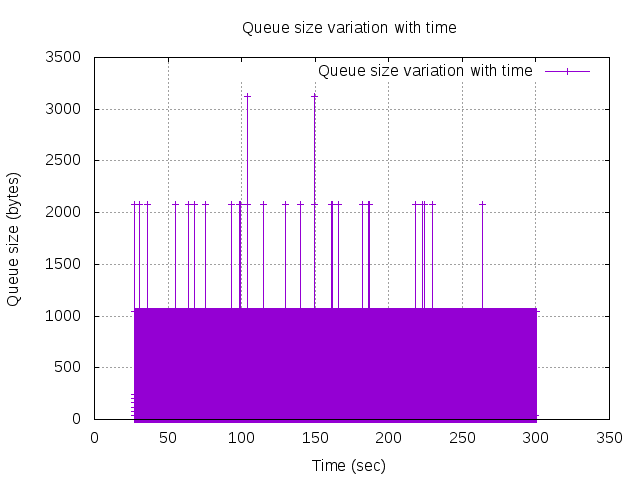 Queue size variation with time
Queue size variation with time
3500
3000
2500
2000
1500
1000
500
0
Queue size (bytes)
0 50 100 150 200 250 300 350
Time (sec)